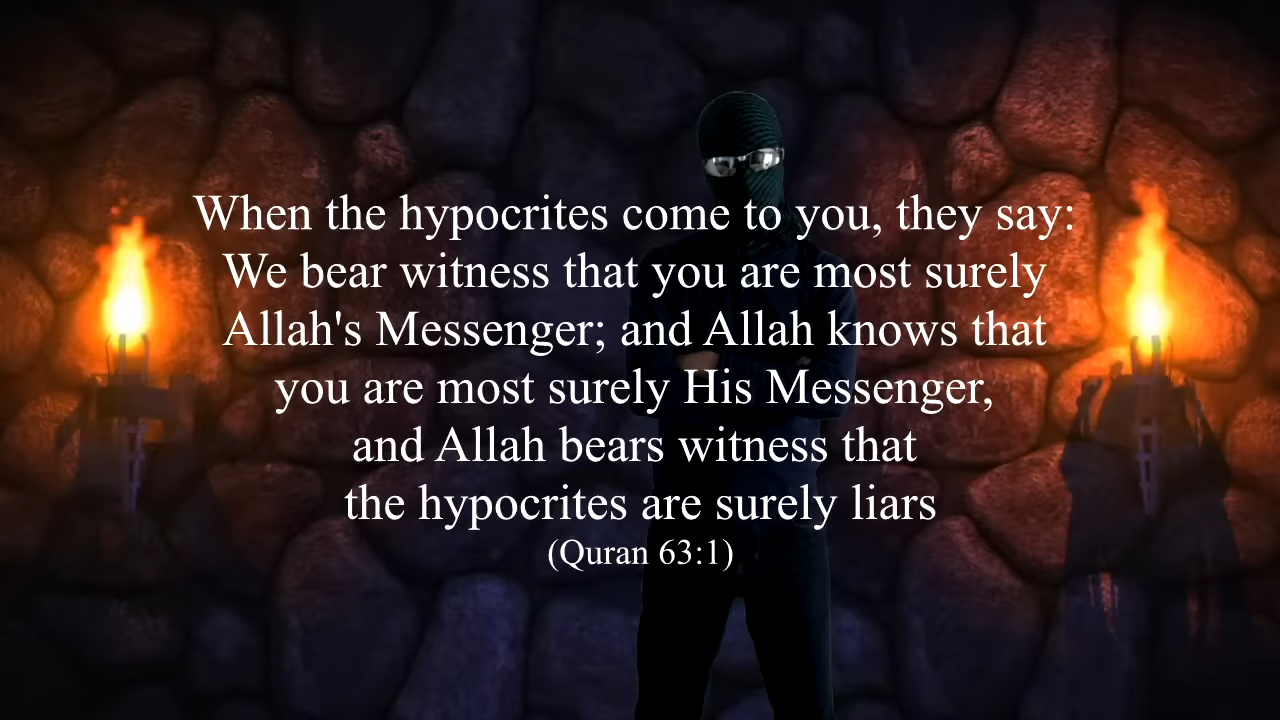 When the hypocrites come to you, they say:
We bear witness that you are most surely
Allah's Messenger; and Allah knows that
you are most surely His Messenger,
and Allah bears witness that
the hypocrites are surely liars
(Quran 63:1)